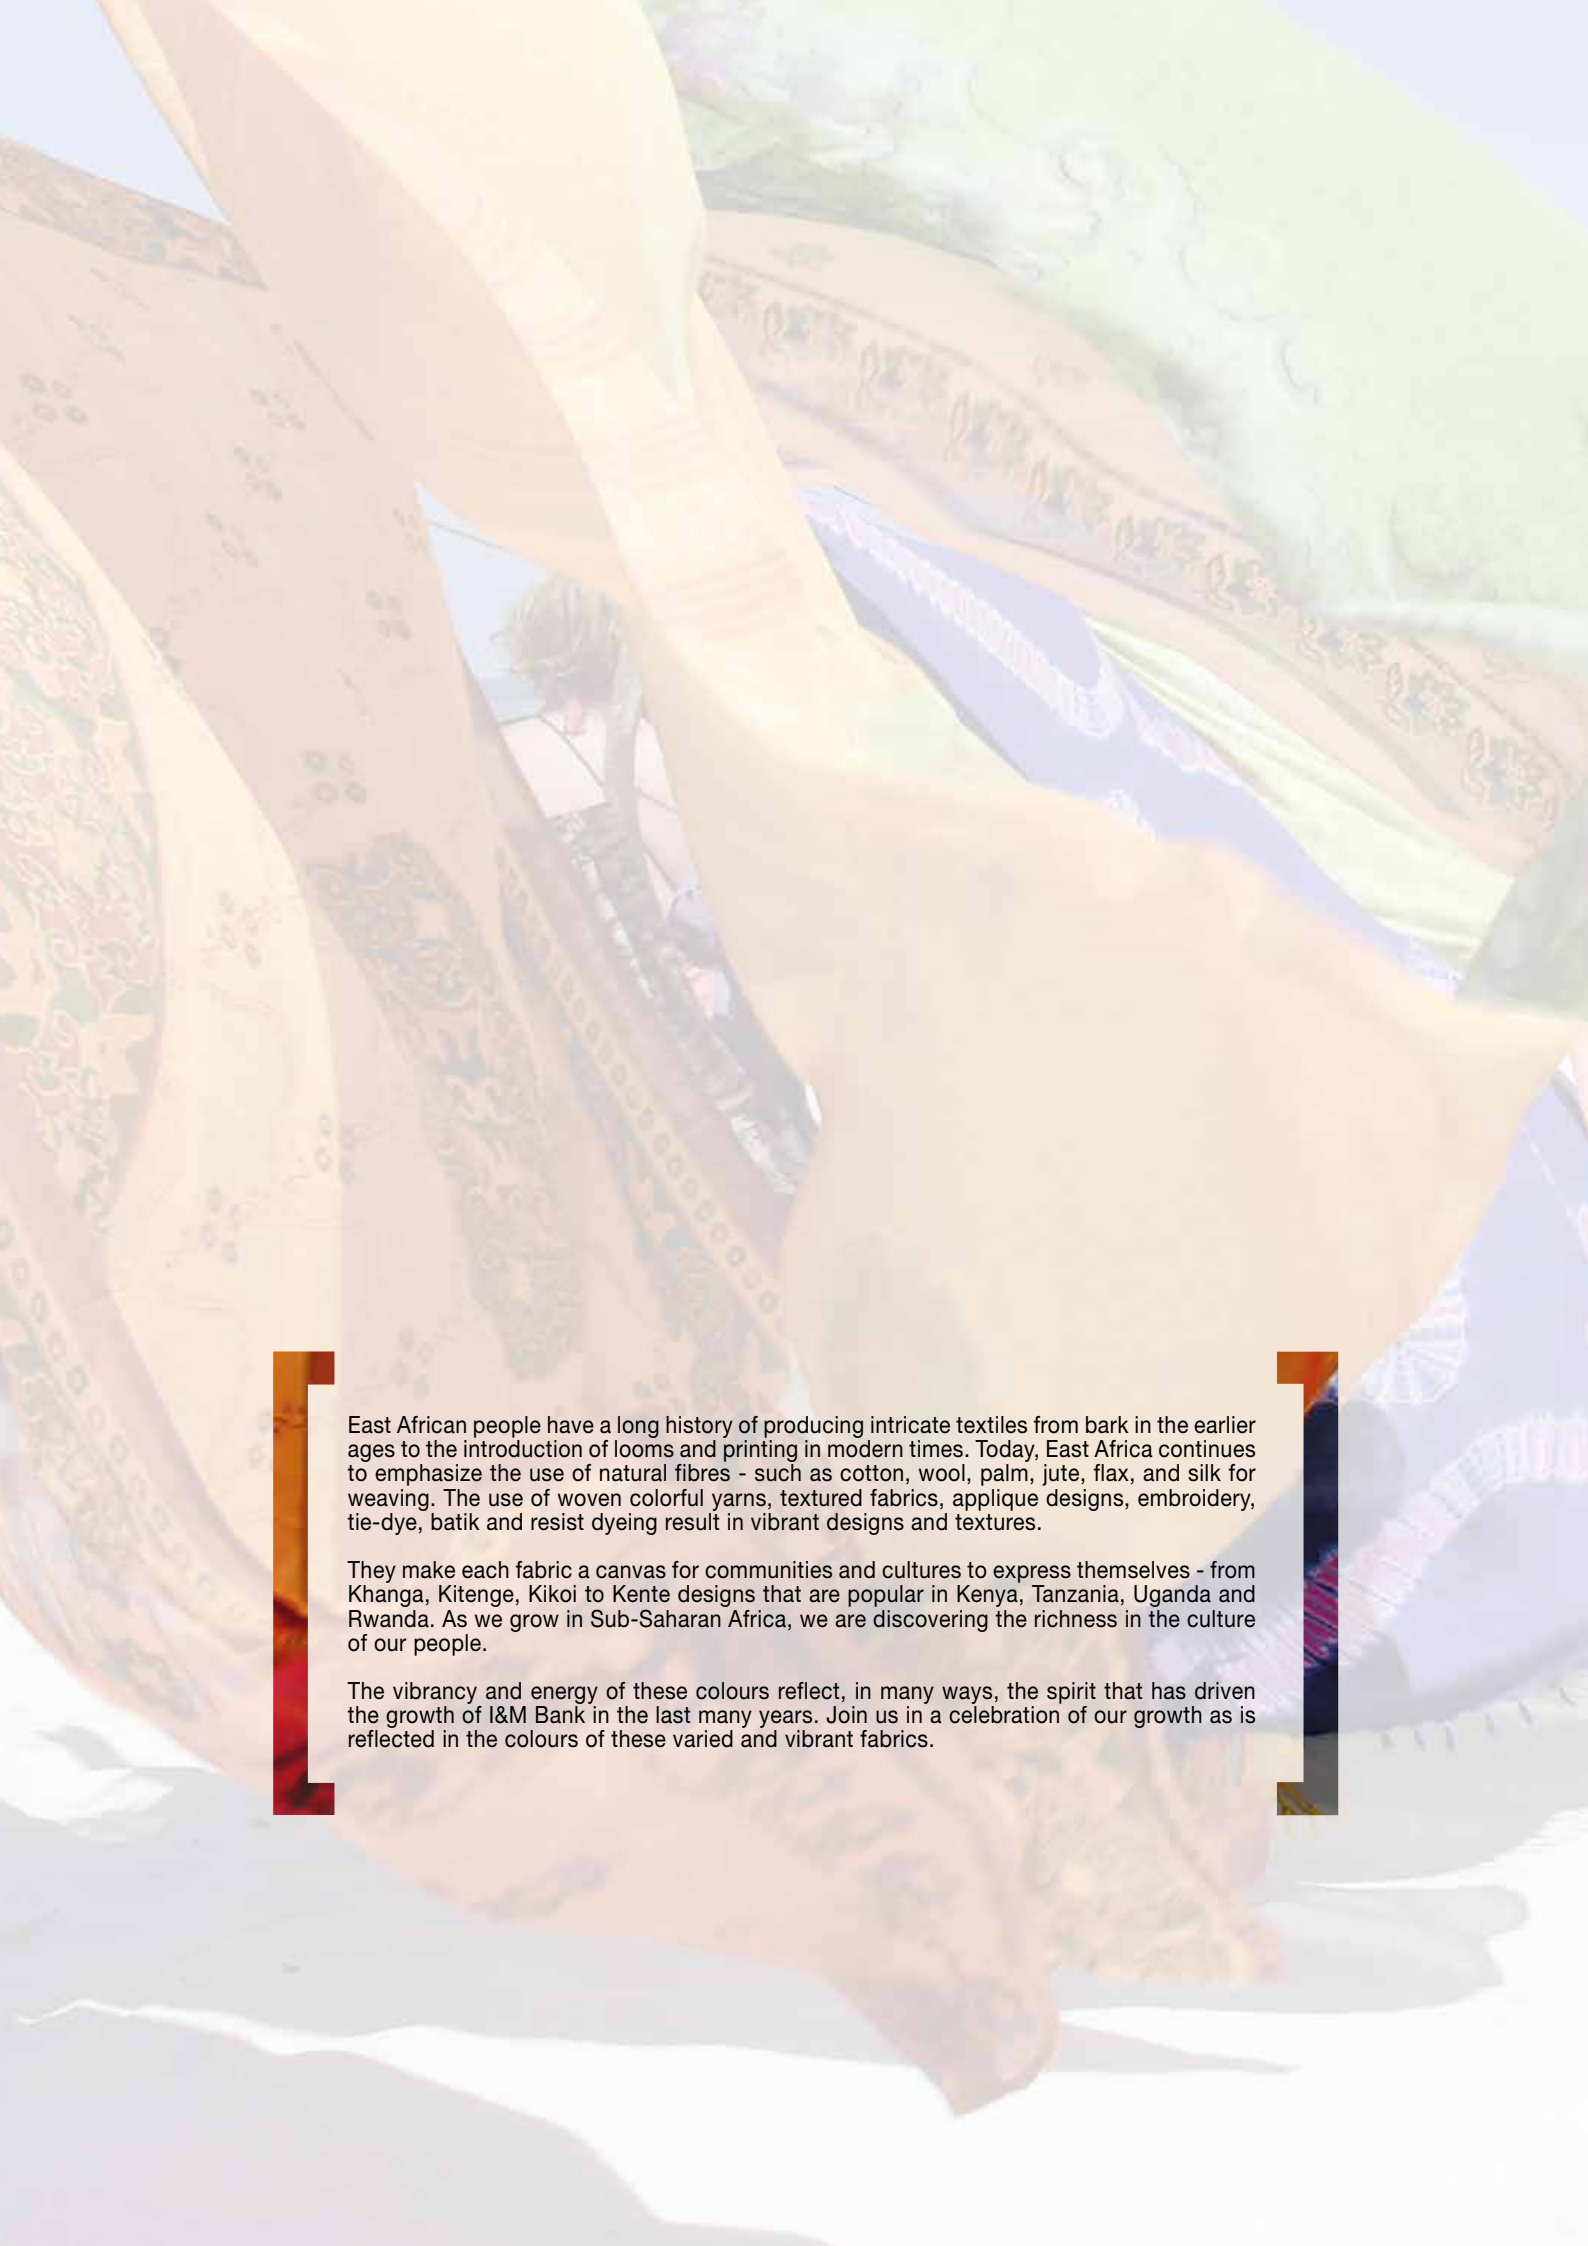 East African people have a long history of producing intricate textiles from bark in the earlier
ages to the introduction of looms and printing in modern times. Today, East Africa continues
to emphasize the use of natural fibres - such as cotton, wool, palm, jute, flax, and silk for
weaving. The use of woven colorful yarns, textured fabrics, applique designs, embroidery,
tie-dye, batik and resist dyeing result in vibrant designs and textures.
They make each fabric a canvas for communities and cultures to express themselves - from
Khanga, Kitenge, Kikoi to Kente designs that are popular in Kenya, Tanzania, Uganda and
Rwanda. As we grow in Sub-Saharan Africa, we are discovering the richness in the culture
of our people.
The vibrancy and energy of these colours reflect, in many ways, the spirit that has driven
the growth of I&M Bank in the last many years. Join us in a celebration of our growth as is
reflected in the colours of these varied and vibrant fabrics.